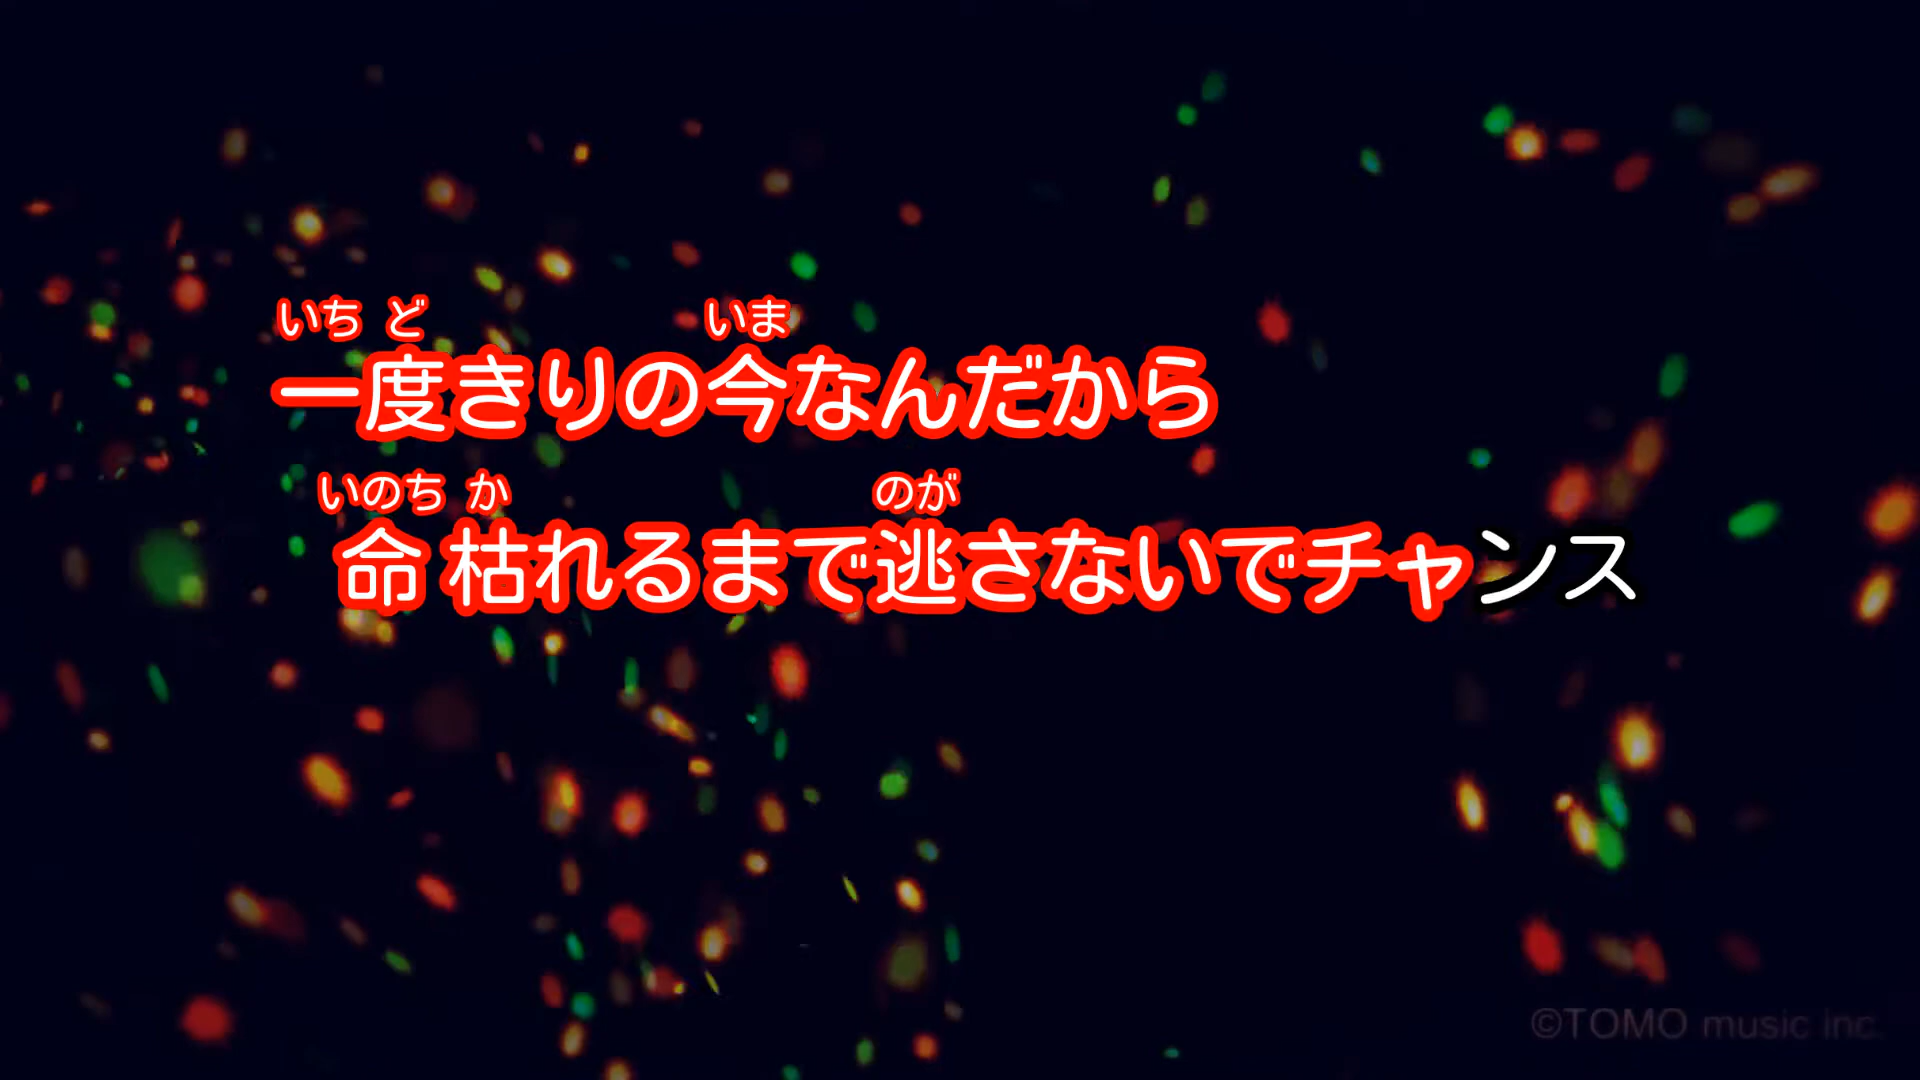 いち ど いま
一度きりの今なんだから
いのち か のが
命 枯れるまで逃さないでチャンス
©TOMO music inc.